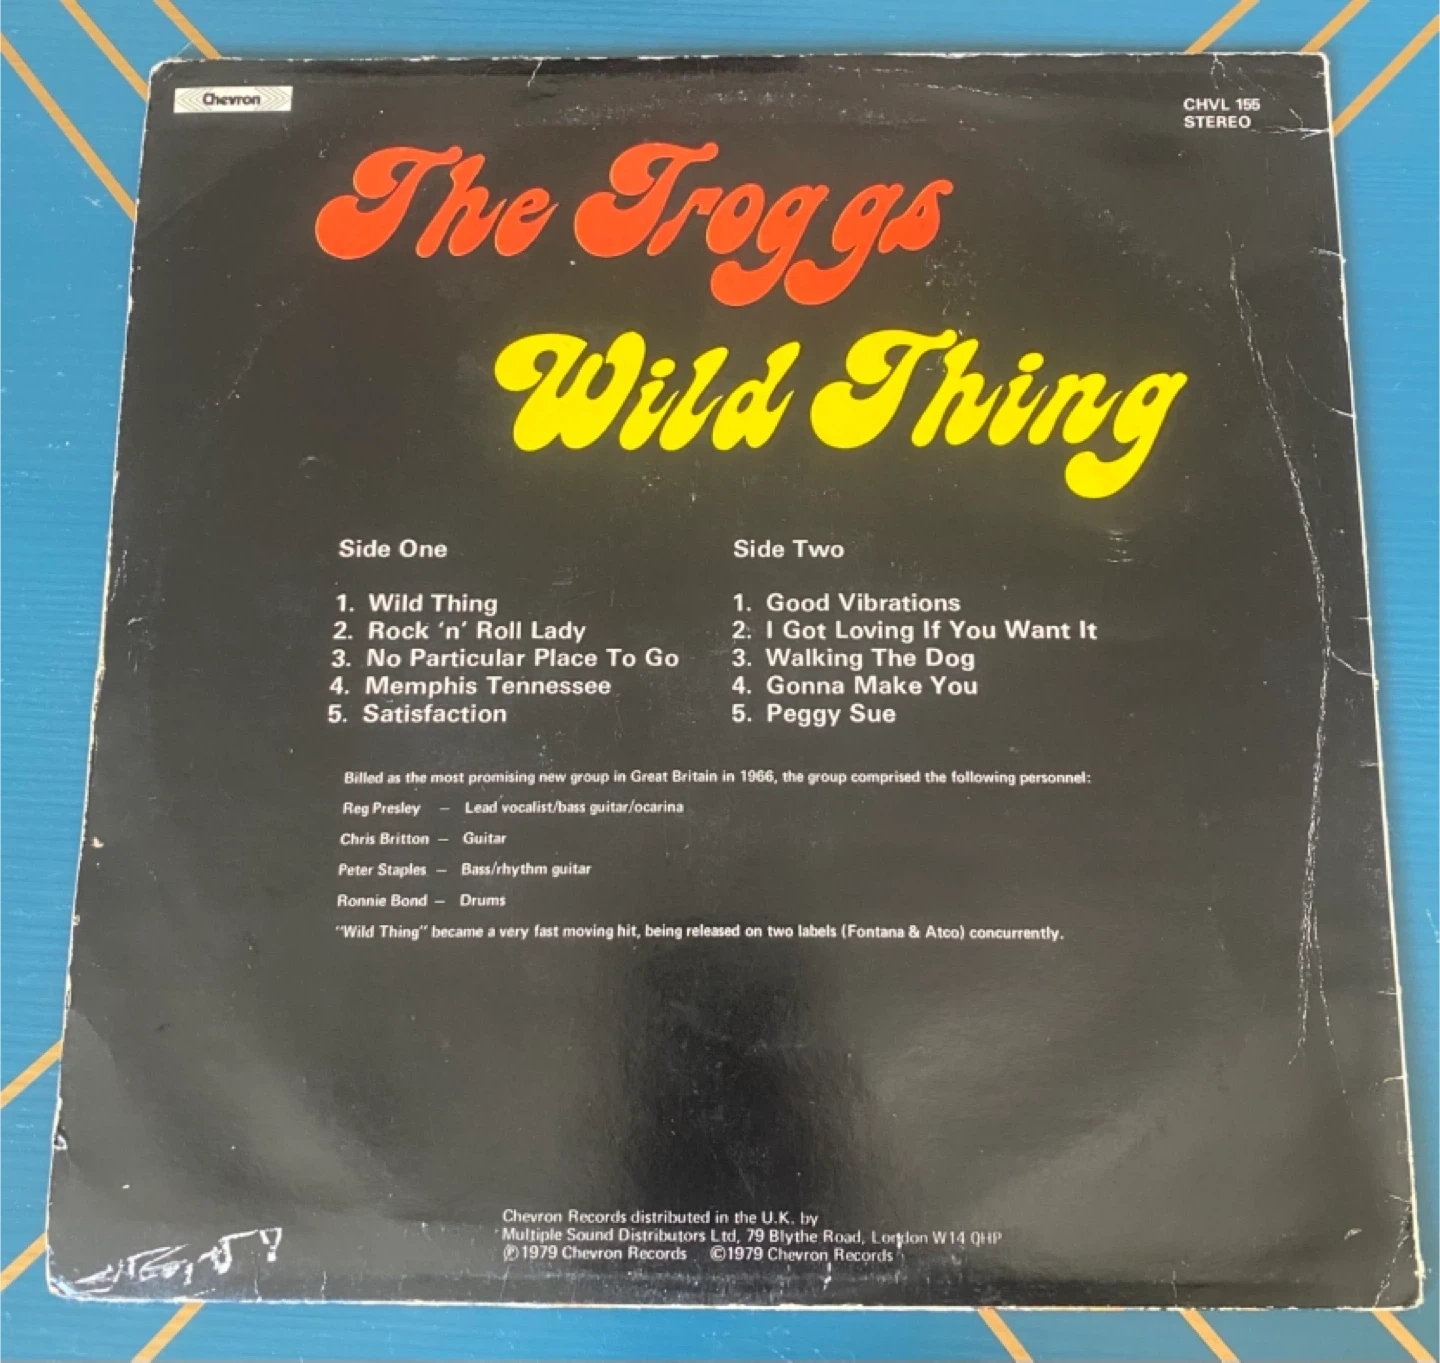 Chevron
CHVL 155
STEREO
The Troggs
Wild Thing
Side One
1. Wild Thing
2. Rock ‘n’ Roll Lady
3. No Particular Place To Go
4. Memphis Tennessee
5. Satisfaction
Side Two
1. Good Vibrations
2. I Got Loving If You Want It
3. Walking The Dog
4. Gonna Make You
5. Peggy Sue
Billed as the most promising new group in Great Britain in 1966, the group comprised the following personnel:
Reg Presley — Lead vocalist/bass guitar/ocarina
Chris Britton — Guitar
Peter Staples — Bass/rhythm guitar
Ronnie Bond — Drums
“Wild Thing” became a very fast moving hit, being released on two labels (Fontana & Atco) concurrently.
Chevron Records distributed in the U.K. by
Multiple Sound Distributors Ltd, 79 Blythe Road, London W14 0HP
℗1979 Chevron Records ©1979 Chevron Records